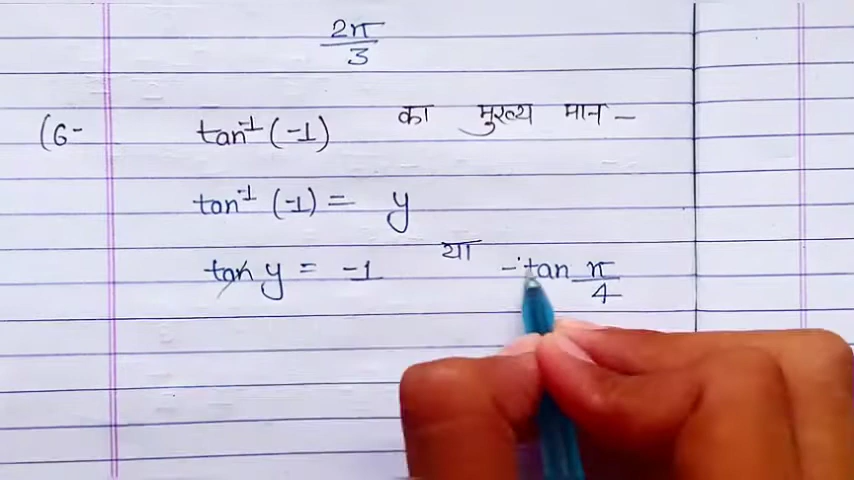 2π/3
(6- tan⁻¹(-1) का मुख्य मान -
tan⁻¹ (-1) = y
tan y = -1 या - tan π/4